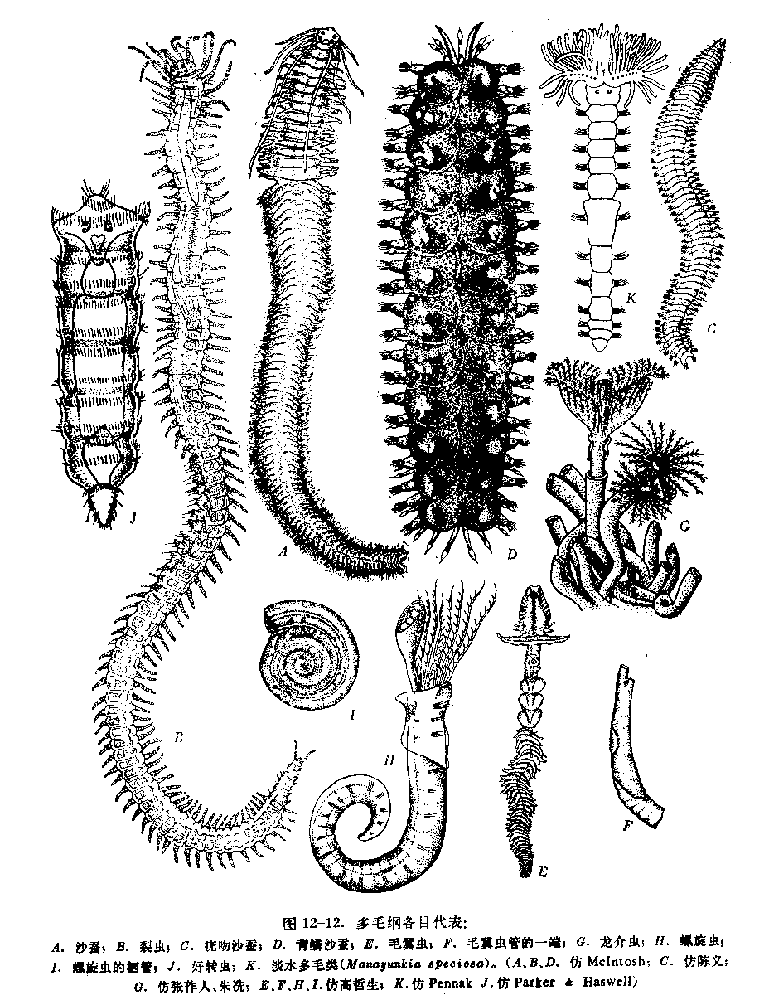 K
C
J
G
A
D
I
B
H
F
E
图 12-12. 多毛纲各目代表:
A. 沙蚕; B. 裂虫; C. 疣吻沙蚕; D. 背鳞沙蚕; E. 毛翼虫; F. 毛翼虫管的一端; G. 龙介虫; H. 螺旋虫;
I. 螺旋虫的栖管; J. 好转虫; K. 淡水多毛类(Manayunkia speciosa)。(A,B,D. 仿 McIntosh; C. 仿陈义;
G. 仿张作人、朱洗; E,F,H,I.仿高哲生; K.仿 Pennak J.仿 Parker & Haswell)